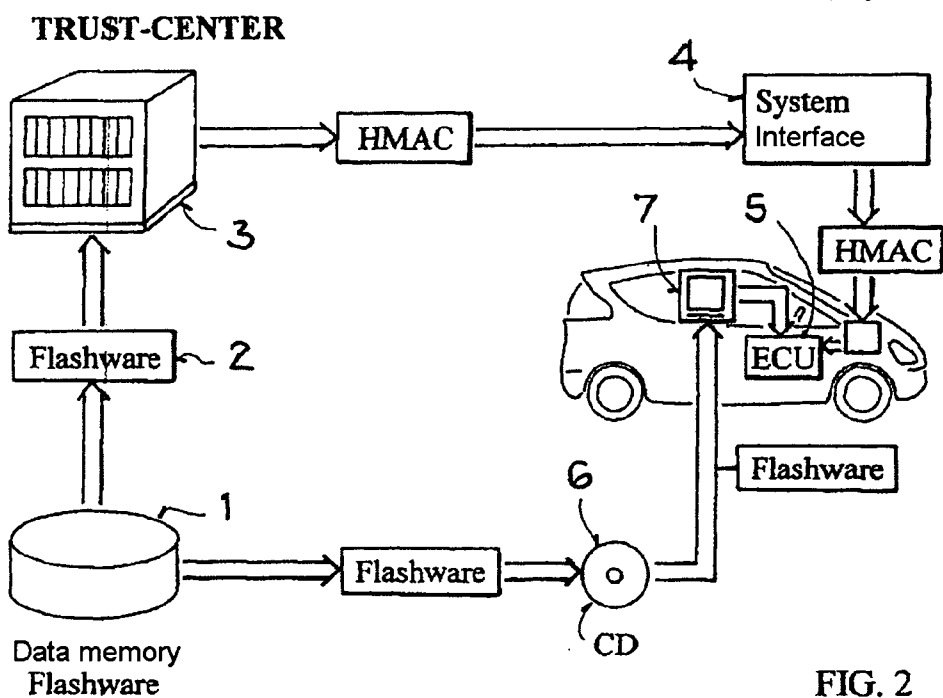 TRUST-CENTER
4
System
Interface
HMAC
3
7
5
HMAC
Flashware
2
ECU
Flashware
1
6
Flashware
CD
Data memory
Flashware
FIG. 2